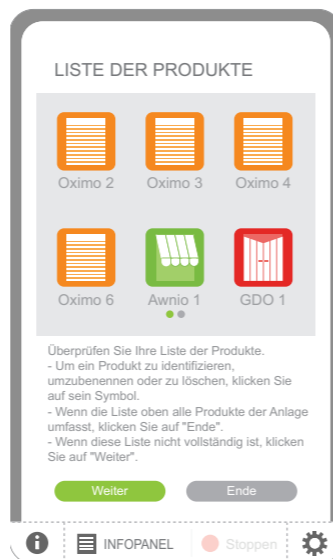 LISTE DER PRODUKTE
Oximo 2 Oximo 3 Oximo 4
Oximo 6 Awnio 1 GDO 1
Überprüfen Sie Ihre Liste der Produkte.
- Um ein Produkt zu identifizieren,
umzubenennen oder zu löschen, klicken Sie
auf sein Symbol.
- Wenn die Liste oben alle Produkte der Anlage
umfasst, klicken Sie auf "Ende".
- Wenn diese Liste nicht vollständig ist, klicken
Sie auf "Weiter".
Weiter Ende
i INFOPANEL Stoppen